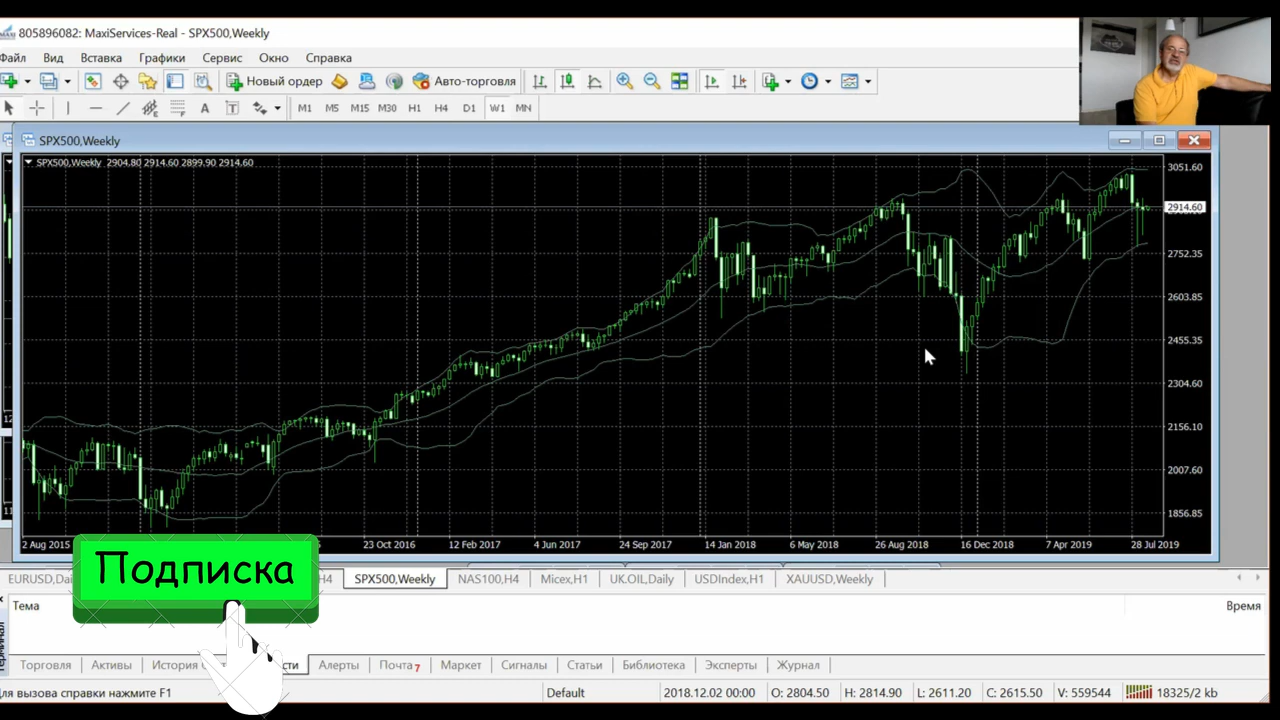 805896082: MaxiServices-Real - SPX500,Weekly
Файл Вид Вставка Графики Сервис Окно Справка
Новый ордер Авто-торговля
A T M1 M5 M15 M30 H1 H4 D1 W1 MN
SPX500,Weekly
SPX500,Weekly 2904.80 2914.60 2899.90 2914.60
3051.60
2914.60
2752.35
2603.85
2455.35
2304.60
2156.10
2007.60
1856.85
2 Aug 2015 23 Oct 2016 12 Feb 2017 4 Jun 2017 24 Sep 2017 14 Jan 2018 6 May 2018 26 Aug 2018 16 Dec 2018 7 Apr 2019 28 Jul 2019
Подписка
H4 SPX500,Weekly NAS100,H4 Micex,H1 UK.OIL,Daily USDIndex,H1 XAUUSD,Weekly
Тема Время
Торговля Активы История Алерты Почта 7 Маркет Сигналы Статьи Библиотека Эксперты Журнал
Для вызова справки нажмите F1 Default 2018.12.02 00:00 O: 2804.50 H: 2814.90 L: 2611.20 C: 2615.50 V: 559544 18325/2 kb